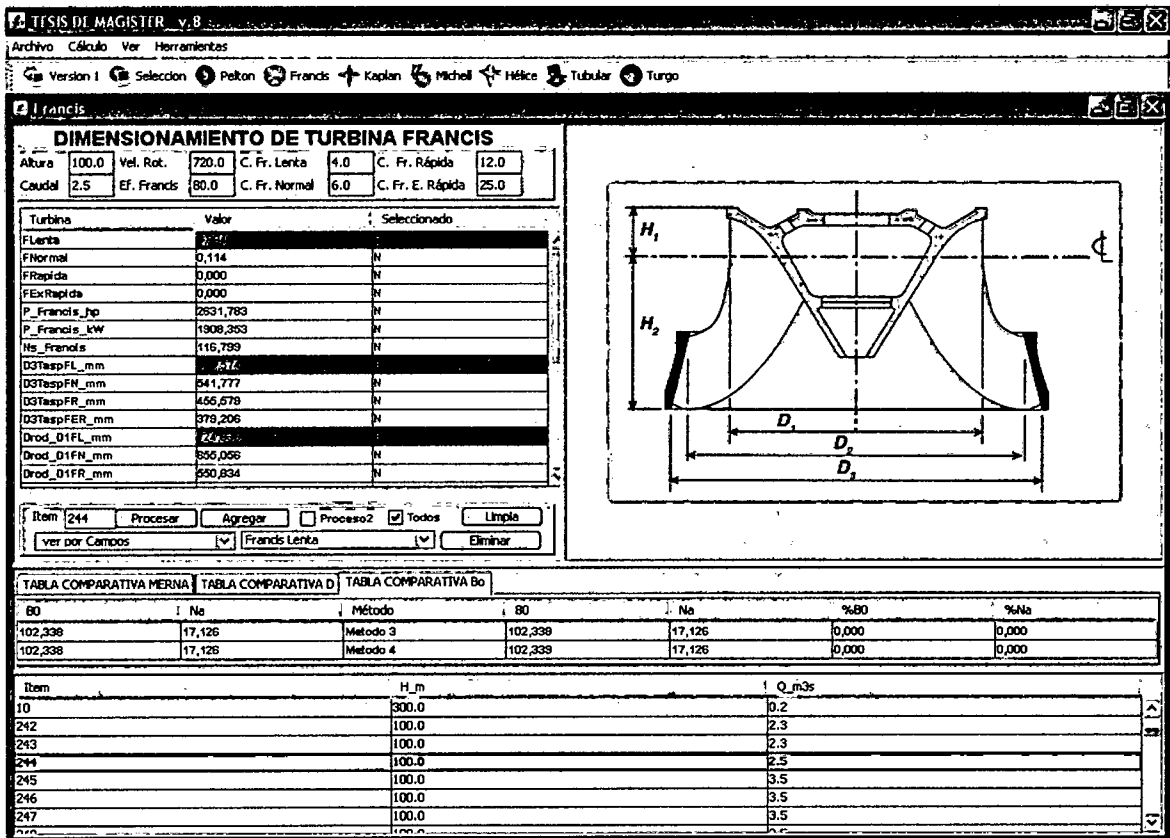 TESIS DE MAGISTER v.8
Archivo Cálculo Ver Herramientas
Version 1 Seleccion Pelton Francis Kaplan Michell Hélice Tubular Turgo
Francis
DIMENSIONAMIENTO DE TURBINA FRANCIS
Altura 100.0 Vel. Rot. 720.0 C. Fr. Lenta 4.0 C. Fr. Rápida 12.0
Caudal 2.5 Ef. Francis 80.0 C. Fr. Normal 6.0 C. Fr. E. Rápida 25.0
Turbina Valor Seleccionado
FLenta
FNormal 0,114 N
FRapida 0,000 N
FExRapida 0,000 N
P_Francis_hp 2631,783 N
P_Francis_kW 1908,353 N
Ns_Francis 116,799 N
D3TaspFL_mm
D3TaspFN_mm 541,777 N
D3TaspFR_mm 455,579 N
D3TaspFER_mm 379,206 N
Drod_D1FL_mm
Drod_D1FN_mm 655,056 N
Drod_D1FR_mm 550,834 N
Item 244 Procesar Agregar Proceso2 Todos Limpia
ver por Campos Francis Lenta Eliminar
H1
H2
D1
D2
D3
TABLA COMPARATIVA MERNA TABLA COMPARATIVA D TABLA COMPARATIVA Bo
B0 Na Método B0 Na %B0 %Na
102,338 17,126 Metodo 3 102,339 17,126 0,000 0,000
102,338 17,126 Metodo 4 102,339 17,126 0,000 0,000
Item H_m Q_m3s
10 300.0 0.2
242 100.0 2.3
243 100.0 2.3
244 100.0 2.5
245 100.0 3.5
246 100.0 3.5
247 100.0 3.5